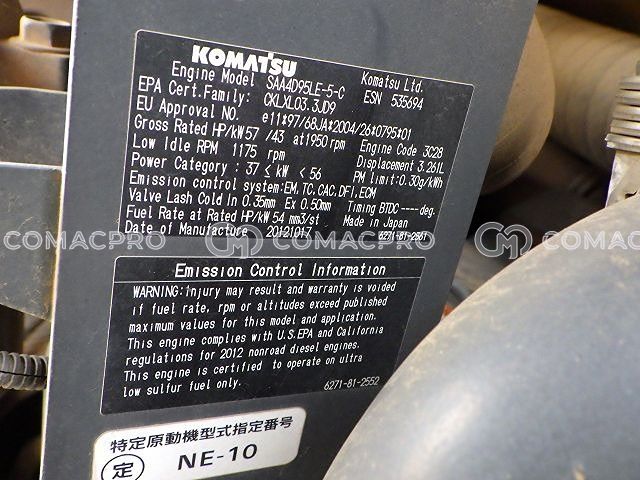 KOMATSU
Engine Model SAA4D95LE-5-C Komatsu Ltd.
EPA Cert.Family: CKLXL03.3JD9 ESN 535694
EU Approval NO. e11*97/68JA*2004/26*0795*01
Gross Rated HP/kW 57 /43 at1950 rpm Engine Code 3C28
Low Idle RPM 1175 rpm Displacement 3.26lL
Power Category: 37 ≤ kW < 56 PM limit:0.30g/kWh
Emission control system:EM,TC,CAC,DFI,ECM
Valve Lash Cold In 0.35mm Ex 0.50mm Timing BTDC ----deg.
Fuel Rate at Rated HP/kW 54 mm3/st Made in Japan
Date of Manufacture 20121017 6271-81-2581
COMACPRO COMACPRO COMACPRO
Emission Control Information
WARNING:Injury may result and warranty is voided
if fuel rate, rpm or altitudes exceed published
maximum values for this model and application.
This engine complies with U.S.EPA and California
regulations for 2012 nonroad diesel engines.
This engine is certified to operate on ultra
low sulfur fuel only. 6271-81-2552
特定原動機型式指定番号
定 NE-10